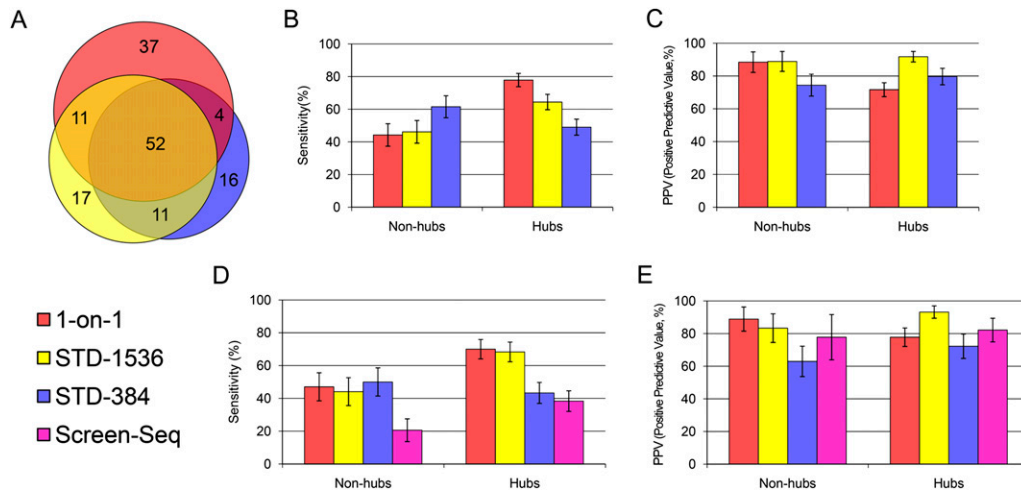 A
37
11
4
52
16
17
11
B
Sensitivity(%)
100
80
60
40
20
0
Non-hubs
Hubs
C
PPV (Positive Predictive Value,%)
100
80
60
40
20
0
Non-hubs
Hubs
1-on-1
STD-1536
STD-384
Screen-Seq
D
Sensitivity (%)
100
80
60
40
20
0
Non-hubs
Hubs
E
PPV (Positive Predictive Value, %)
100
80
60
40
20
0
Non-hubs
Hubs